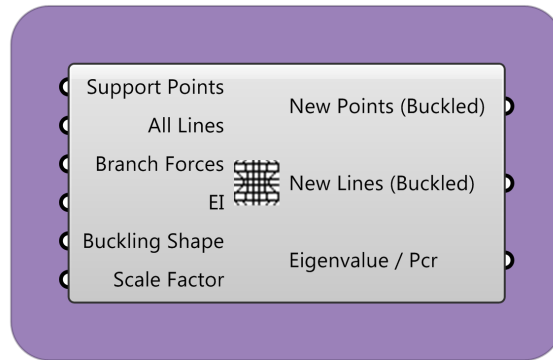 Support Points
All Lines
Branch Forces
EI
Buckling Shape
Scale Factor
New Points (Buckled)
New Lines (Buckled)
Eigenvalue / Pcr